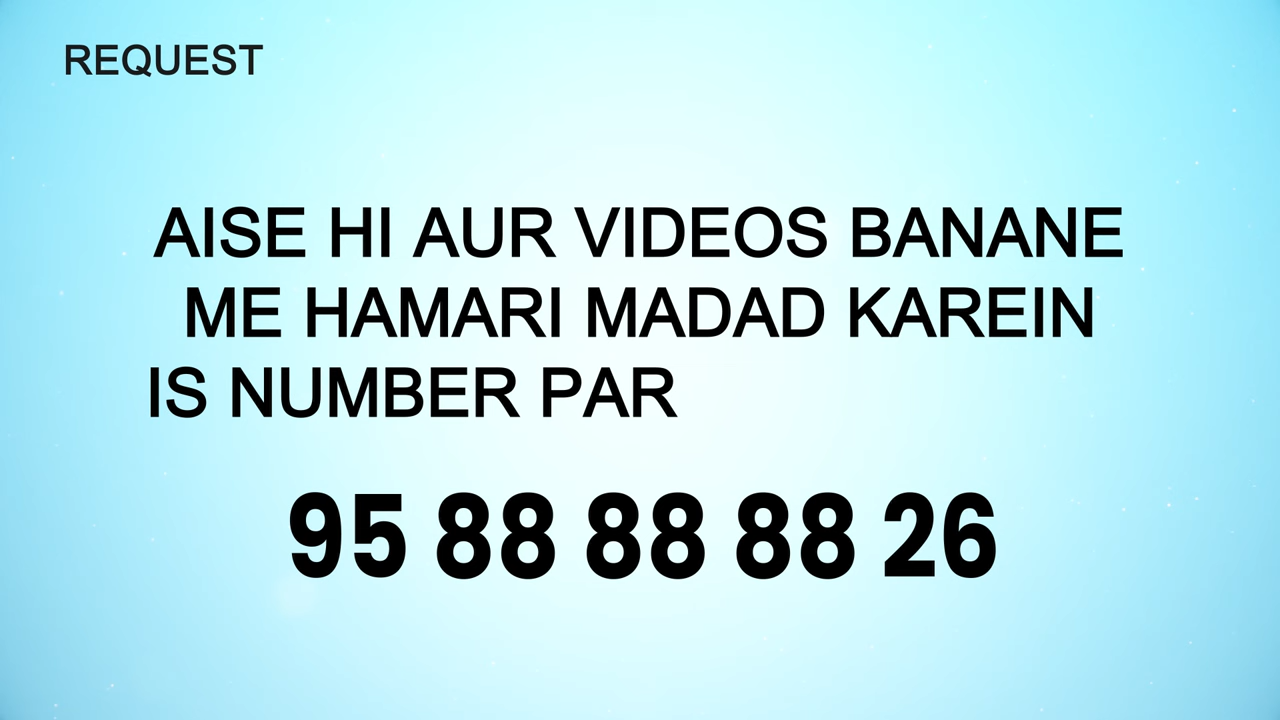 REQUEST
AISE HI AUR VIDEOS BANANE
ME HAMARI MADAD KAREIN
IS NUMBER PAR
95 88 88 88 26